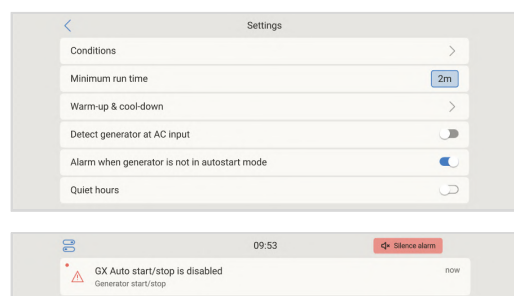 Settings
Conditions
Minimum run time 2m
Warm-up & cool-down
Detect generator at AC input
Alarm when generator is not in autostart mode
Quiet hours
09:53 Silence alarm
GX Auto start/stop is disabled now
Generator start/stop